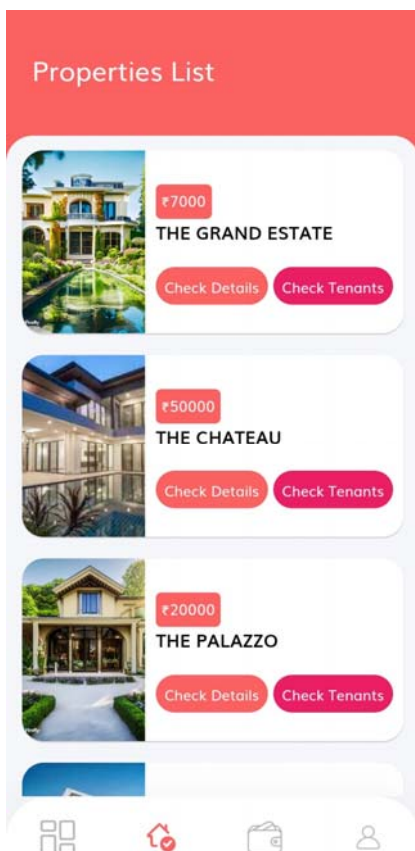 Properties List
₹7000
THE GRAND ESTATE
Check Details Check Tenants
₹50000
THE CHATEAU
Check Details Check Tenants
₹20000
THE PALAZZO
Check Details Check Tenants